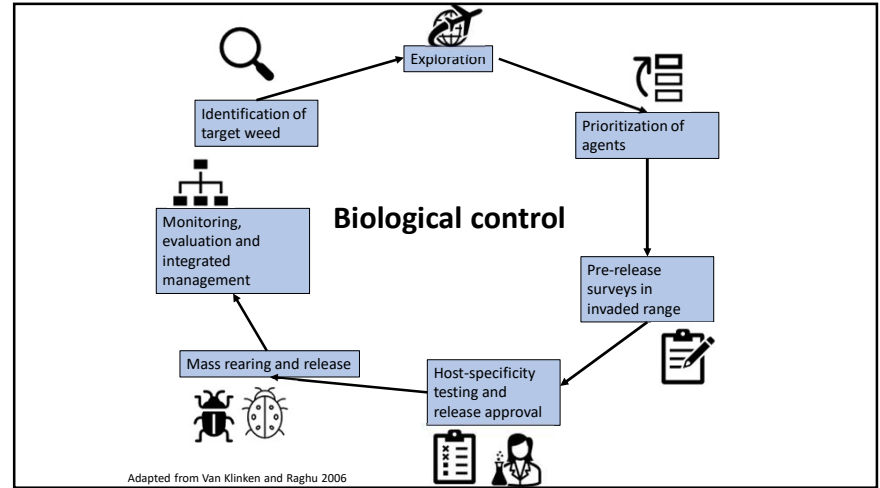 Exploration
Identification of
target weed
Prioritization of
agents
Monitoring,
evaluation and
integrated
management
Biological control
Pre-release
surveys in
invaded range
Mass rearing and release
Host-specificity
testing and
release approval
Adapted from Van Klinken and Raghu 2006